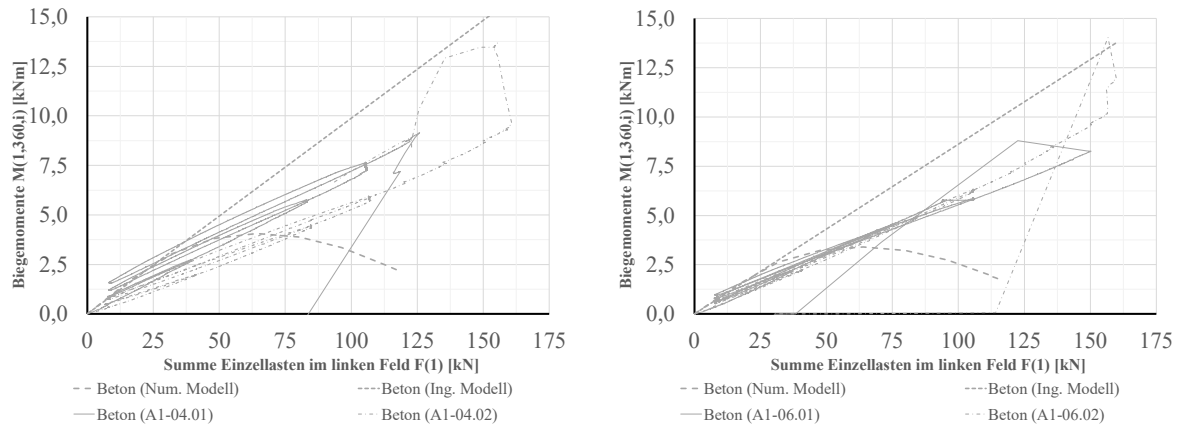 Biegemomente M(1,360,i) [kNm]
15,0
12,5
10,0
7,5
5,0
2,5
0,0
0 25 50 75 100 125 150 175
Summe Einzellasten im linken Feld F(1) [kN]
Beton (Num. Modell) Beton (Ing. Modell)
Beton (A1-04.01) Beton (A1-04.02)
Biegemomente M(1,360,i) [kNm]
15,0
12,5
10,0
7,5
5,0
2,5
0,0
0 25 50 75 100 125 150 175
Summe Einzellasten im linken Feld F(1) [kN]
Beton (Num. Modell) Beton (Ing. Modell)
Beton (A1-06.01) Beton (A1-06.02)